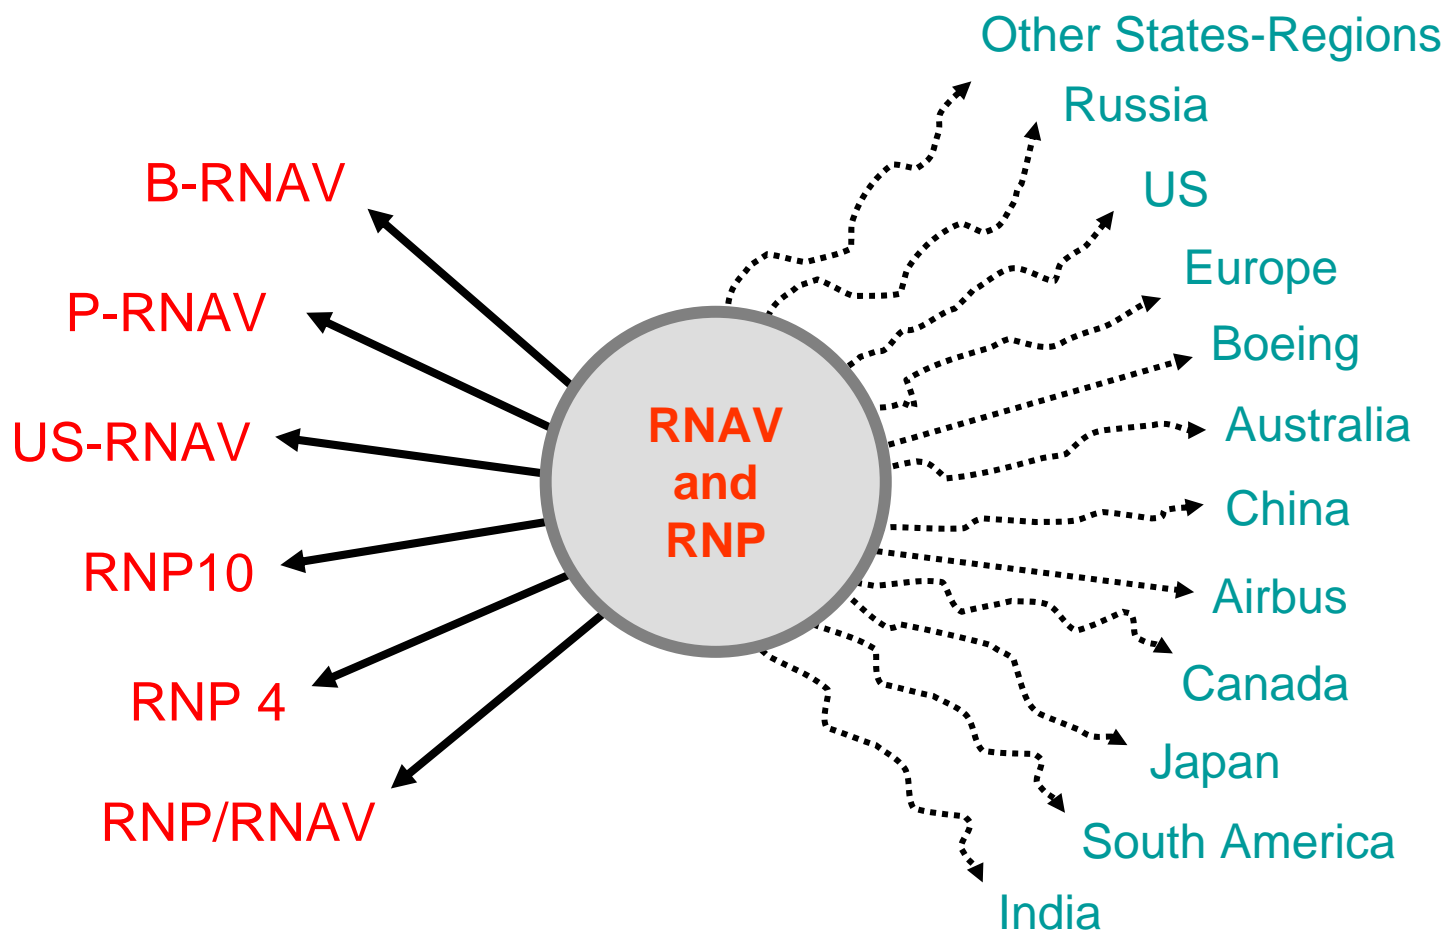 B-RNAV
P-RNAV
US-RNAV
RNP10
RNP 4
RNP/RNAV
RNAV
and
RNP
Other States-Regions
Russia
US
Europe
Boeing
Australia
China
Airbus
Canada
Japan
South America
India